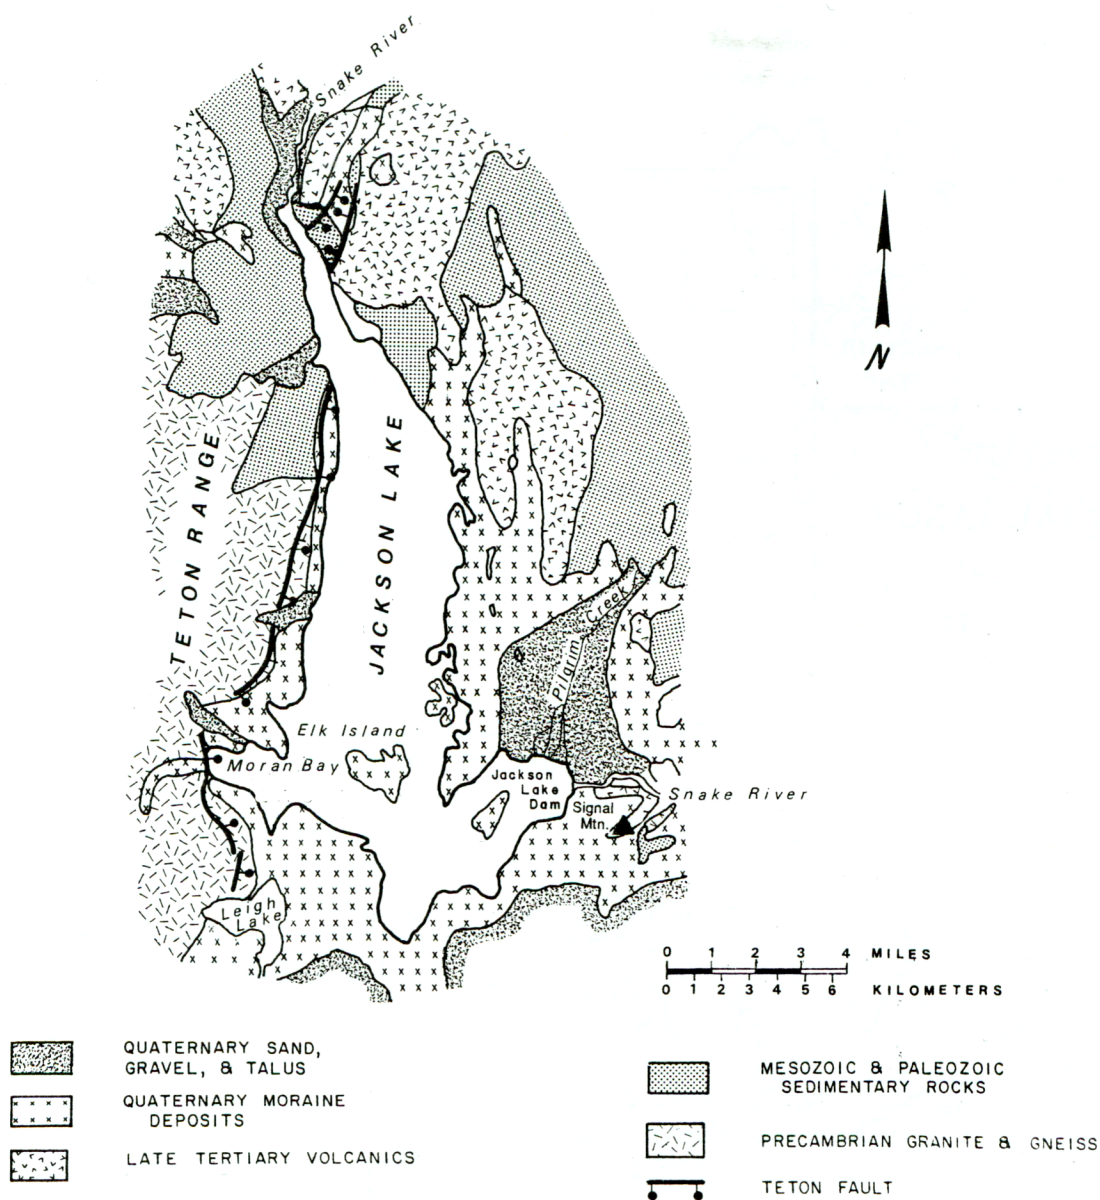 Snake River
N
TETON RANGE
JACKSON LAKE
Pilgrim Creek
Elk Island
Moran Bay
Jackson
Lake
Dam
Signal
Mtn.
Snake River
Leigh
Lake
0 1 2 3 4 MILES
0 1 2 3 4 5 6 KILOMETERS
QUATERNARY SAND,
GRAVEL, & TALUS
QUATERNARY MORAINE
DEPOSITS
LATE TERTIARY VOLCANICS
MESOZOIC & PALEOZOIC
SEDIMENTARY ROCKS
PRECAMBRIAN GRANITE & GNEISS
TETON FAULT